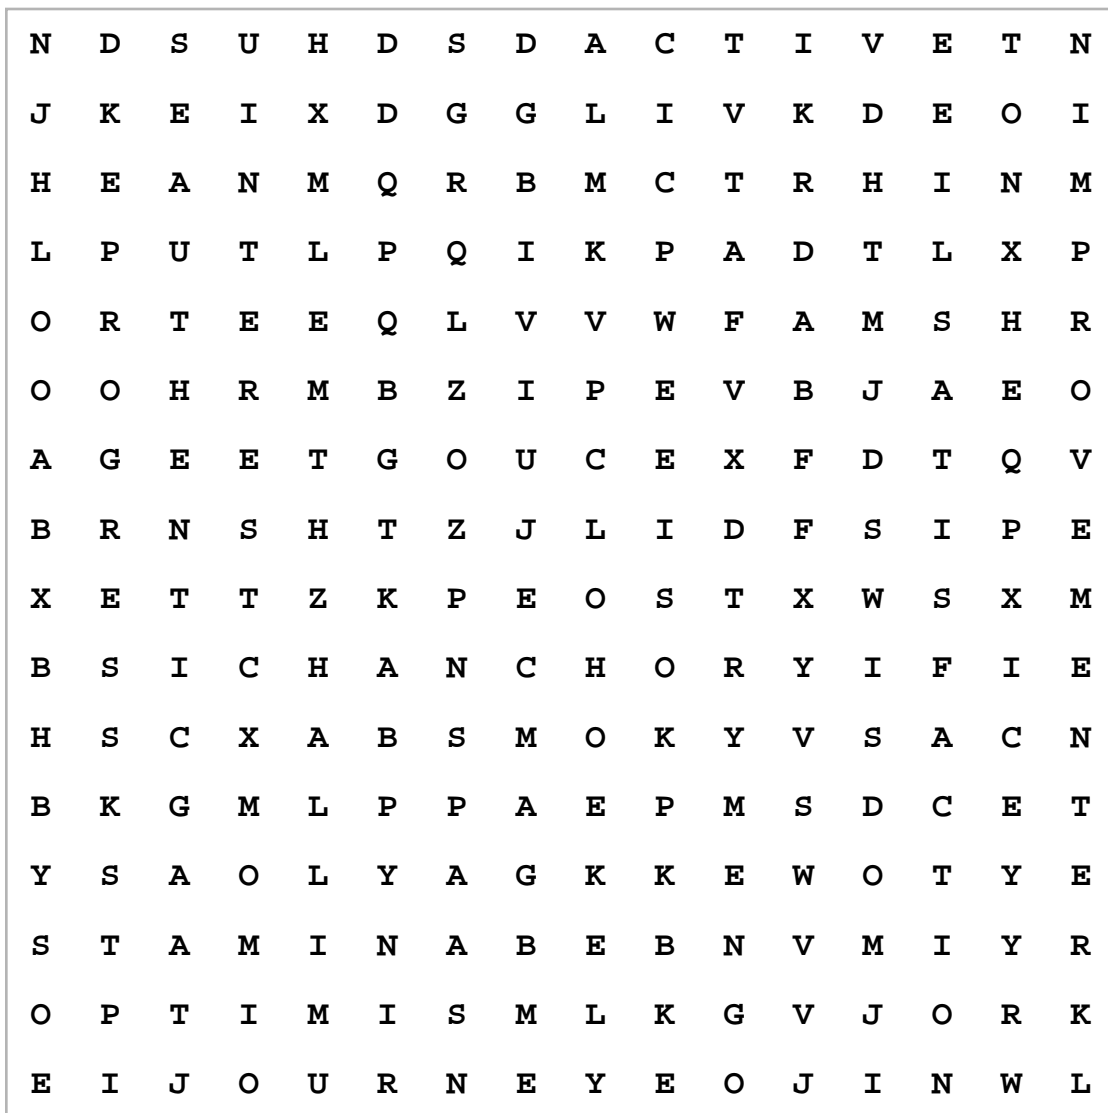 N D S U H D S D A C T I V E T N
J K E I X D G G L I V K D E O I
H E A N M Q R B M C T R H I N M
L P U T L P Q I K P A D T L X P
O R T E E Q L V V W F A M S H R
O O H R M B Z I P E V B J A E O
A G E E T G O U C E X F D T Q V
B R N S H T Z J L I D F S I P E
X E T T Z K P E O S T X W S X M
B S I C H A N C H O R Y I F I E
H S C X A B S M O K Y V S A C N
B K G M L P P A E P M S D C E T
Y S A O L Y A G K K E W O T Y E
S T A M I N A B E B N V M I Y R
O P T I M I S M L K G V J O R K
E I J O U R N E Y E O J I N W L